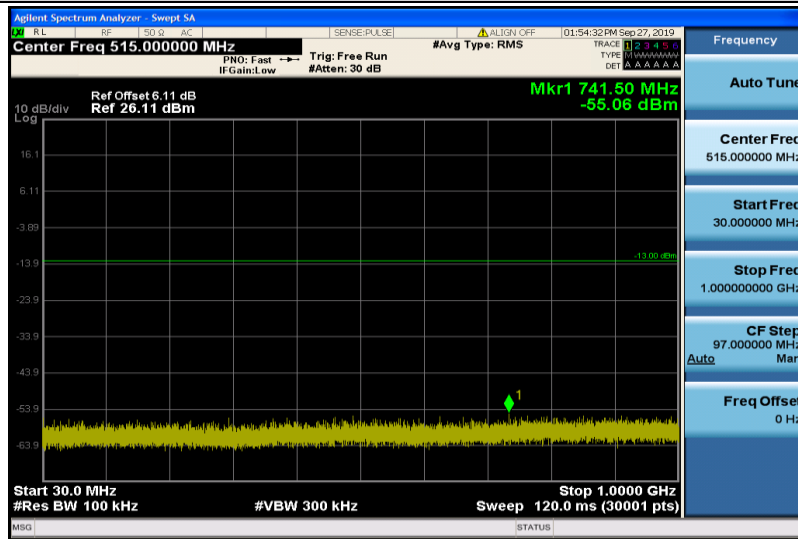 Agilent Spectrum Analyzer - Swept SA
RL RF 50 Ω AC SENSE:PULSE ALIGN OFF 01:54:32 PM Sep 27, 2019
Center Freq 515.000000 MHz
PNO: Fast
IFGain:Low
Trig: Free Run
#Atten: 30 dB
#Avg Type: RMS
TRACE 1 2 3 4 5 6
TYPE M
DET A A A A A A
Mkr1 741.50 MHz
-55.06 dBm
Ref Offset 6.11 dB
10 dB/div Ref 26.11 dBm
Log
16.1
6.11
-3.89
-13.00 dBm
-13.9
-23.9
-33.9
-43.9
-53.9
1
-63.9
Start 30.0 MHz Stop 1.0000 GHz
#Res BW 100 kHz #VBW 300 kHz Sweep 120.0 ms (30001 pts)
MSG STATUS
Frequency
Auto Tune
Center Freq
515.000000 MHz
Start Freq
30.000000 MHz
Stop Freq
1.000000000 GHz
CF Step
97.000000 MHz
Auto Man
Freq Offset
0 Hz